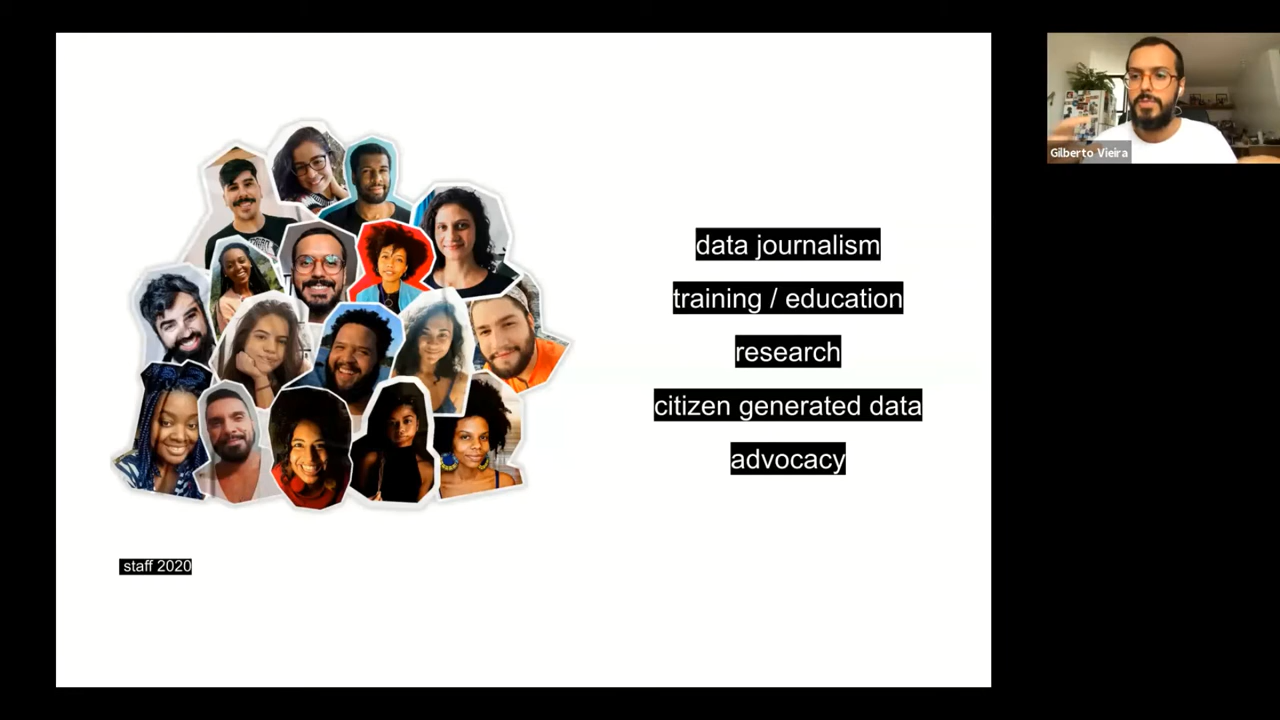 data journalism
training / education
research
citizen generated data
advocacy
staff 2020
Gilberto Vieira